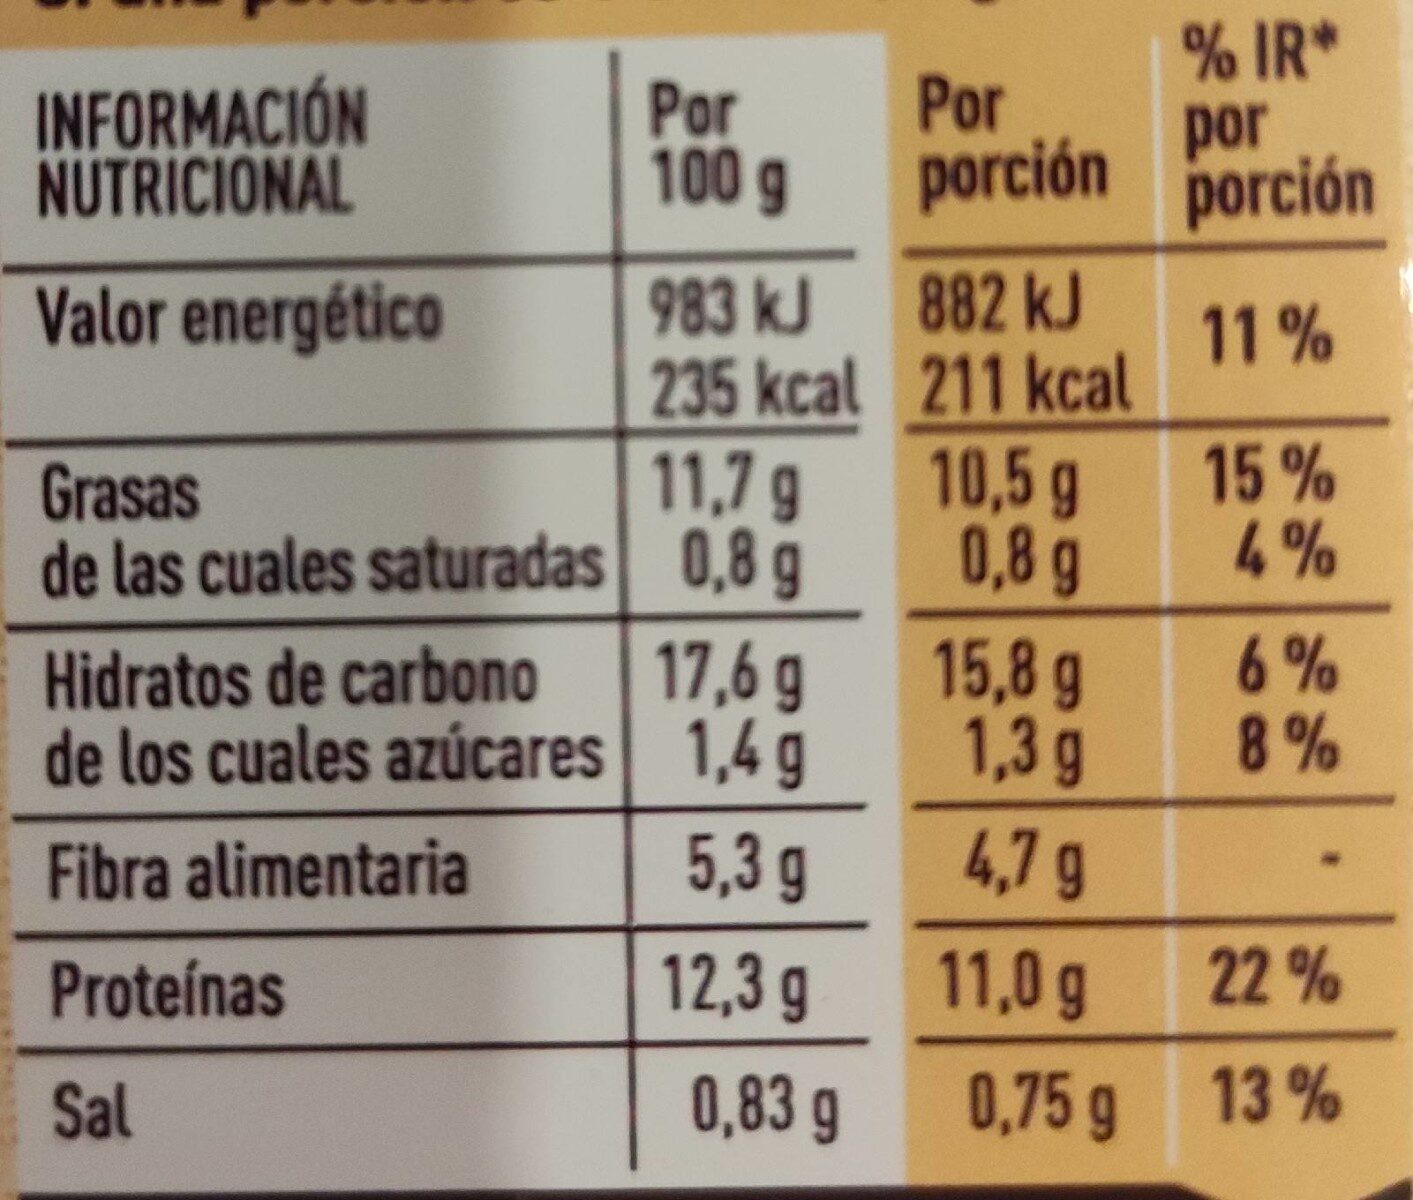 INFORMACIÓN NUTRICIONAL | Por 100 g | Por porción | % IR* por porción
Valor energético | 983 kJ 235 kcal | 882 kJ 211 kcal | 11 %
Grasas | 11,7 g | 10,5 g | 15 %
de las cuales saturadas | 0,8 g | 0,8 g | 4 %
Hidratos de carbono | 17,6 g | 15,8 g | 6 %
de los cuales azúcares | 1,4 g | 1,3 g | 8 %
Fibra alimentaria | 5,3 g | 4,7 g | -
Proteínas | 12,3 g | 11,0 g | 22 %
Sal | 0,83 g | 0,75 g | 13 %